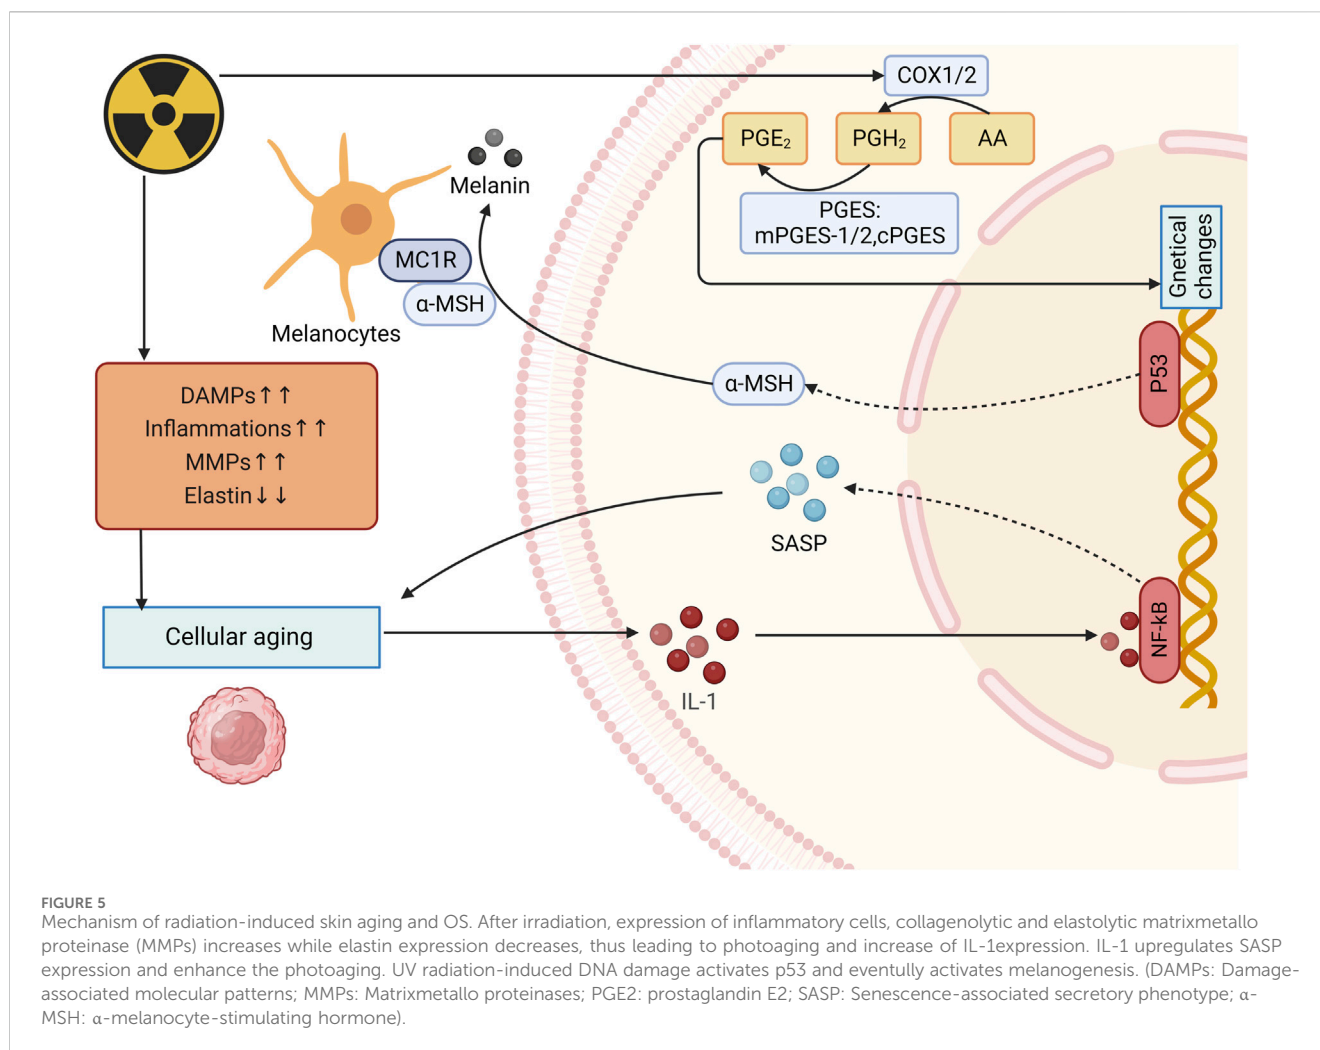 COX1/2
PGE2
PGH2
AA
Melanin
PGES:
mPGES-1/2,cPGES
Gnetical
changes
MC1R
α-MSH
Melanocytes
α-MSH
P53
DAMPs↑↑
Inflammations↑↑
MMPs↑↑
Elastin↓↓
SASP
Cellular aging
IL-1
NF-kB
FIGURE 5
Mechanism of radiation-induced skin aging and OS. After irradiation, expression of inflammatory cells, collagenolytic and elastolytic matrixmetallo
proteinase (MMPs) increases while elastin expression decreases, thus leading to photoaging and increase of IL-1expression. IL-1 upregulates SASP
expression and enhance the photoaging. UV radiation-induced DNA damage activates p53 and eventully activates melanogenesis. (DAMPs: Damage-
associated molecular patterns; MMPs: Matrixmetallo proteinases; PGE2: prostaglandin E2; SASP: Senescence-associated secretory phenotype; α-
MSH: α-melanocyte-stimulating hormone).